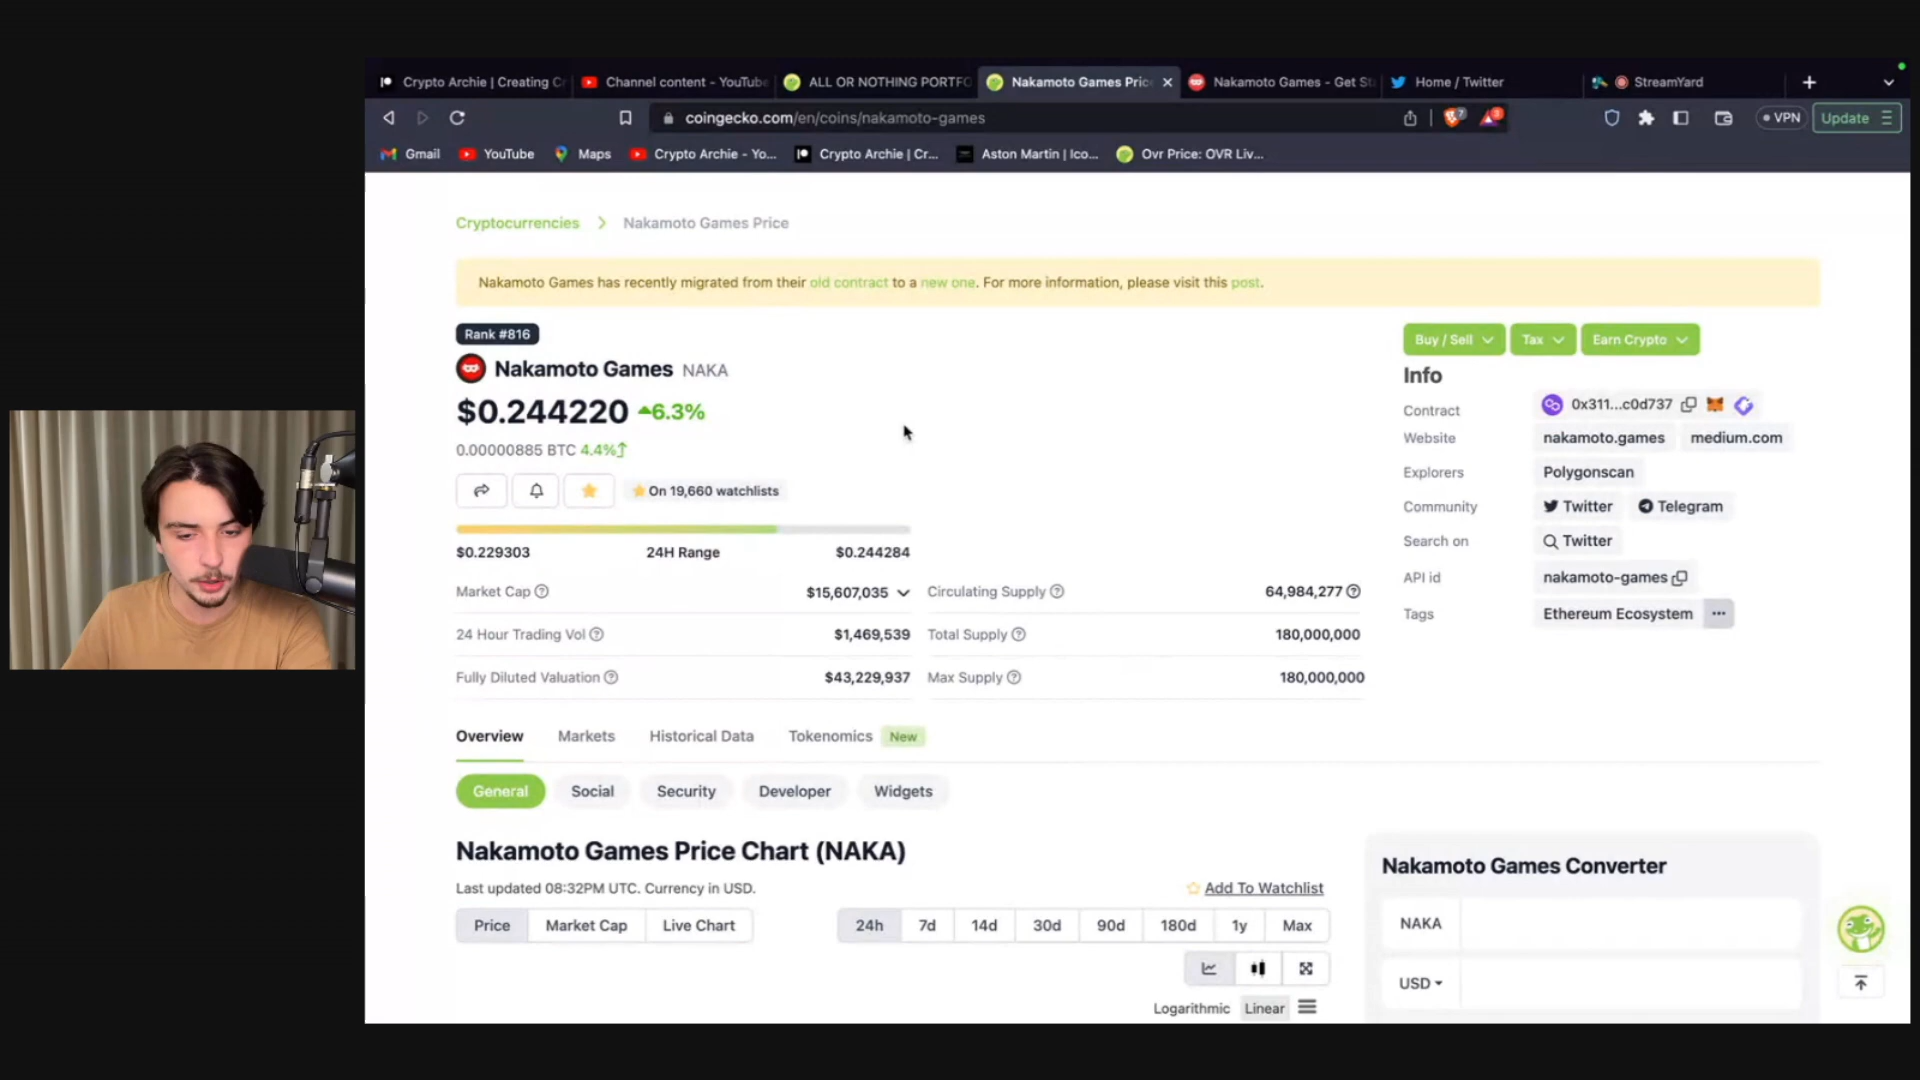 Crypto Archie | Creating C
Channel content - YouTube
ALL OR NOTHING PORTFO
Nakamoto Games Pric
Nakamoto Games - Get St
Home / Twitter
StreamYard
coingecko.com/en/coins/nakamoto-games
VPN
Update
Gmail
YouTube
Maps
Crypto Archie - Yo...
Crypto Archie | Cr...
Aston Martin | Ico...
Ovr Price: OVR Liv...
Cryptocurrencies > Nakamoto Games Price
Nakamoto Games has recently migrated from their old contract to a new one. For more information, please visit this post.
Rank #816
Nakamoto Games NAKA
$0.244220 6.3%
0.00000885 BTC 4.4%
On 19,660 watchlists
$0.229303 24H Range $0.244284
Market Cap $15,607,035
Circulating Supply 64,984,277
24 Hour Trading Vol $1,469,539
Total Supply 180,000,000
Fully Diluted Valuation $43,229,937
Max Supply 180,000,000
Buy / Sell
Tax
Earn Crypto
Info
Contract 0x311...c0d737
Website nakamoto.games medium.com
Explorers Polygonscan
Community Twitter Telegram
Search on Twitter
API id nakamoto-games
Tags Ethereum Ecosystem ...
Overview Markets Historical Data Tokenomics New
General Social Security Developer Widgets
Nakamoto Games Price Chart (NAKA)
Last updated 08:32PM UTC. Currency in USD.
Add To Watchlist
Price Market Cap Live Chart
24h 7d 14d 30d 90d 180d 1y Max
Logarithmic Linear
Nakamoto Games Converter
NAKA
USD